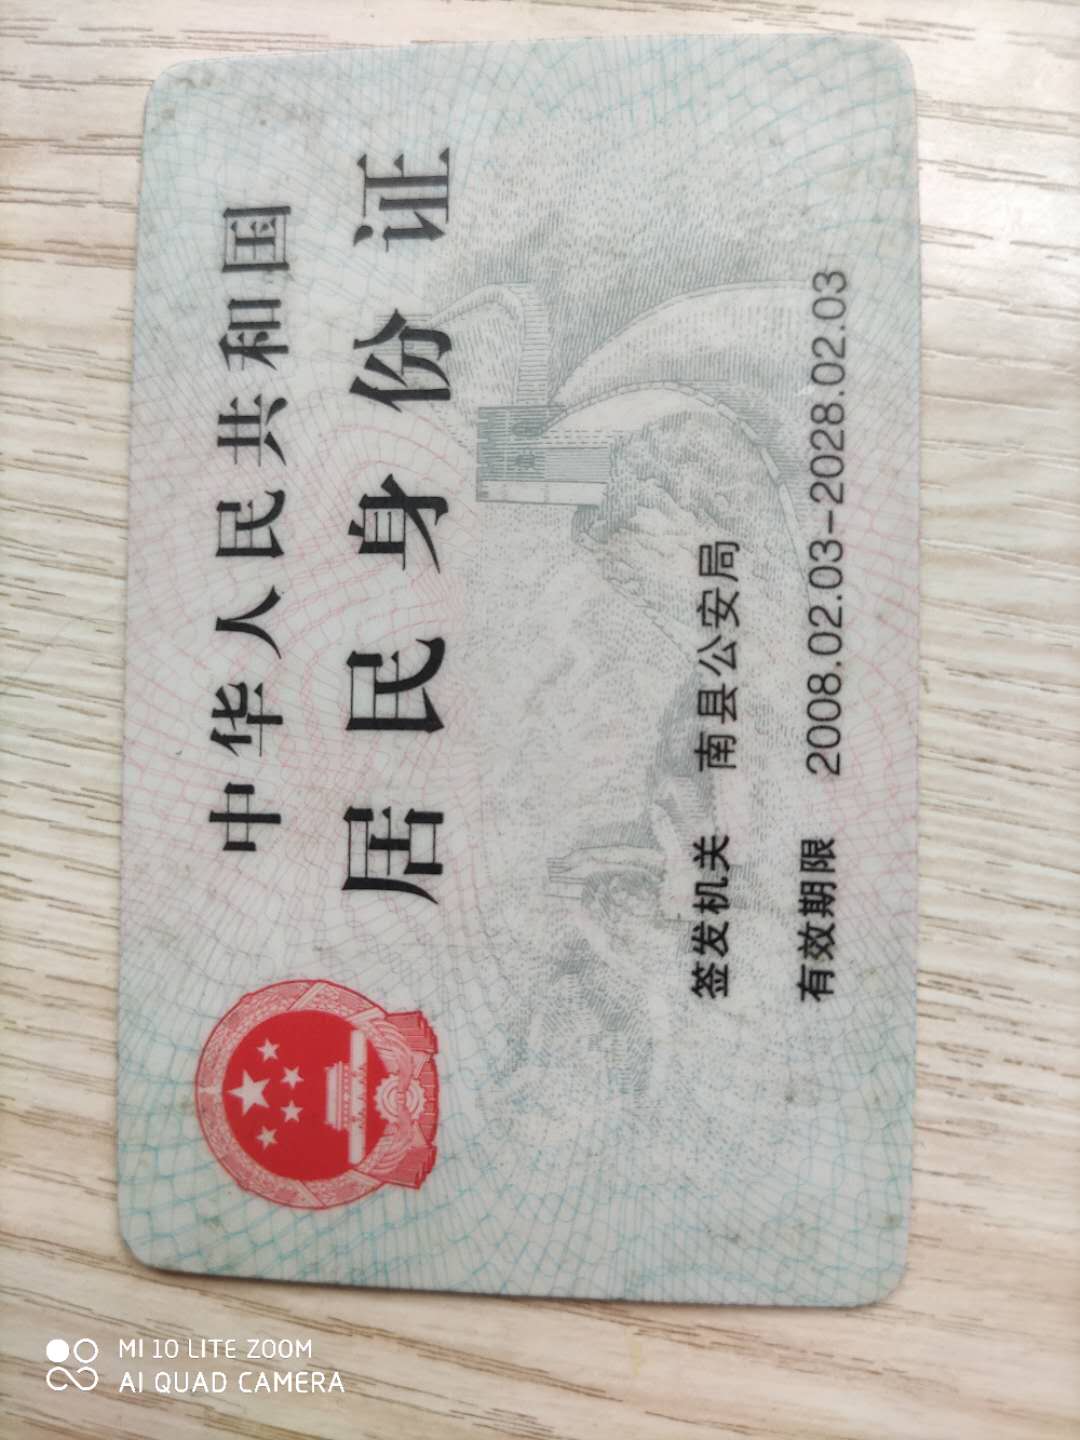 中华人民共和国
居民身份证
签发机关 南县公安局
有效期限 2008.02.03-2028.02.03
MI 10 LITE ZOOM
AI QUAD CAMERA